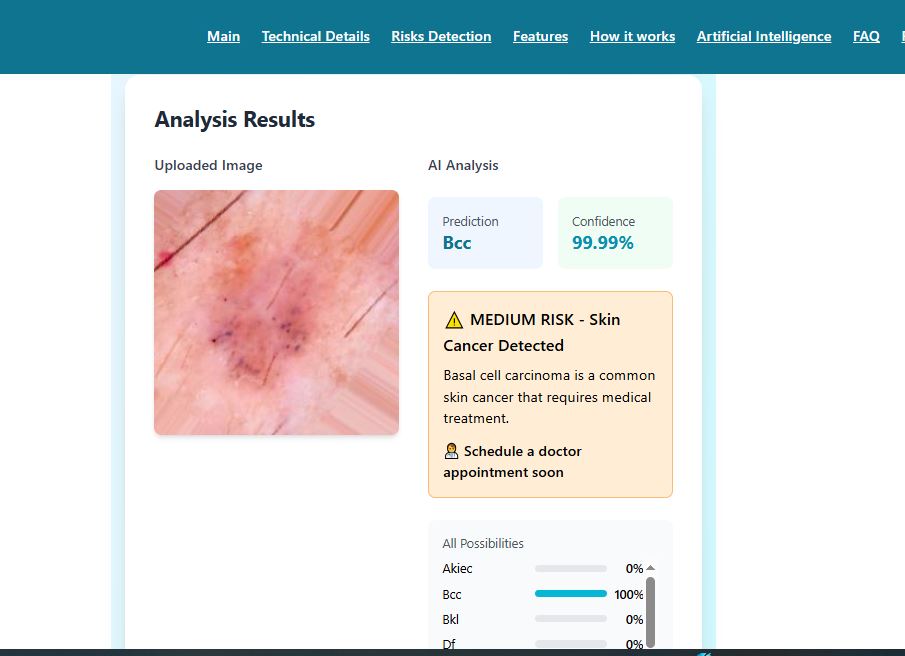 Main Technical Details Risks Detection Features How it works Artificial Intelligence FAQ
Analysis Results
Uploaded Image
AI Analysis
Prediction
Bcc
Confidence
99.99%
⚠️ MEDIUM RISK - Skin
Cancer Detected
Basal cell carcinoma is a common
skin cancer that requires medical
treatment.
Schedule a doctor
appointment soon
All Possibilities
Akiec 0%
Bcc 100%
Bkl 0%
Df 0%